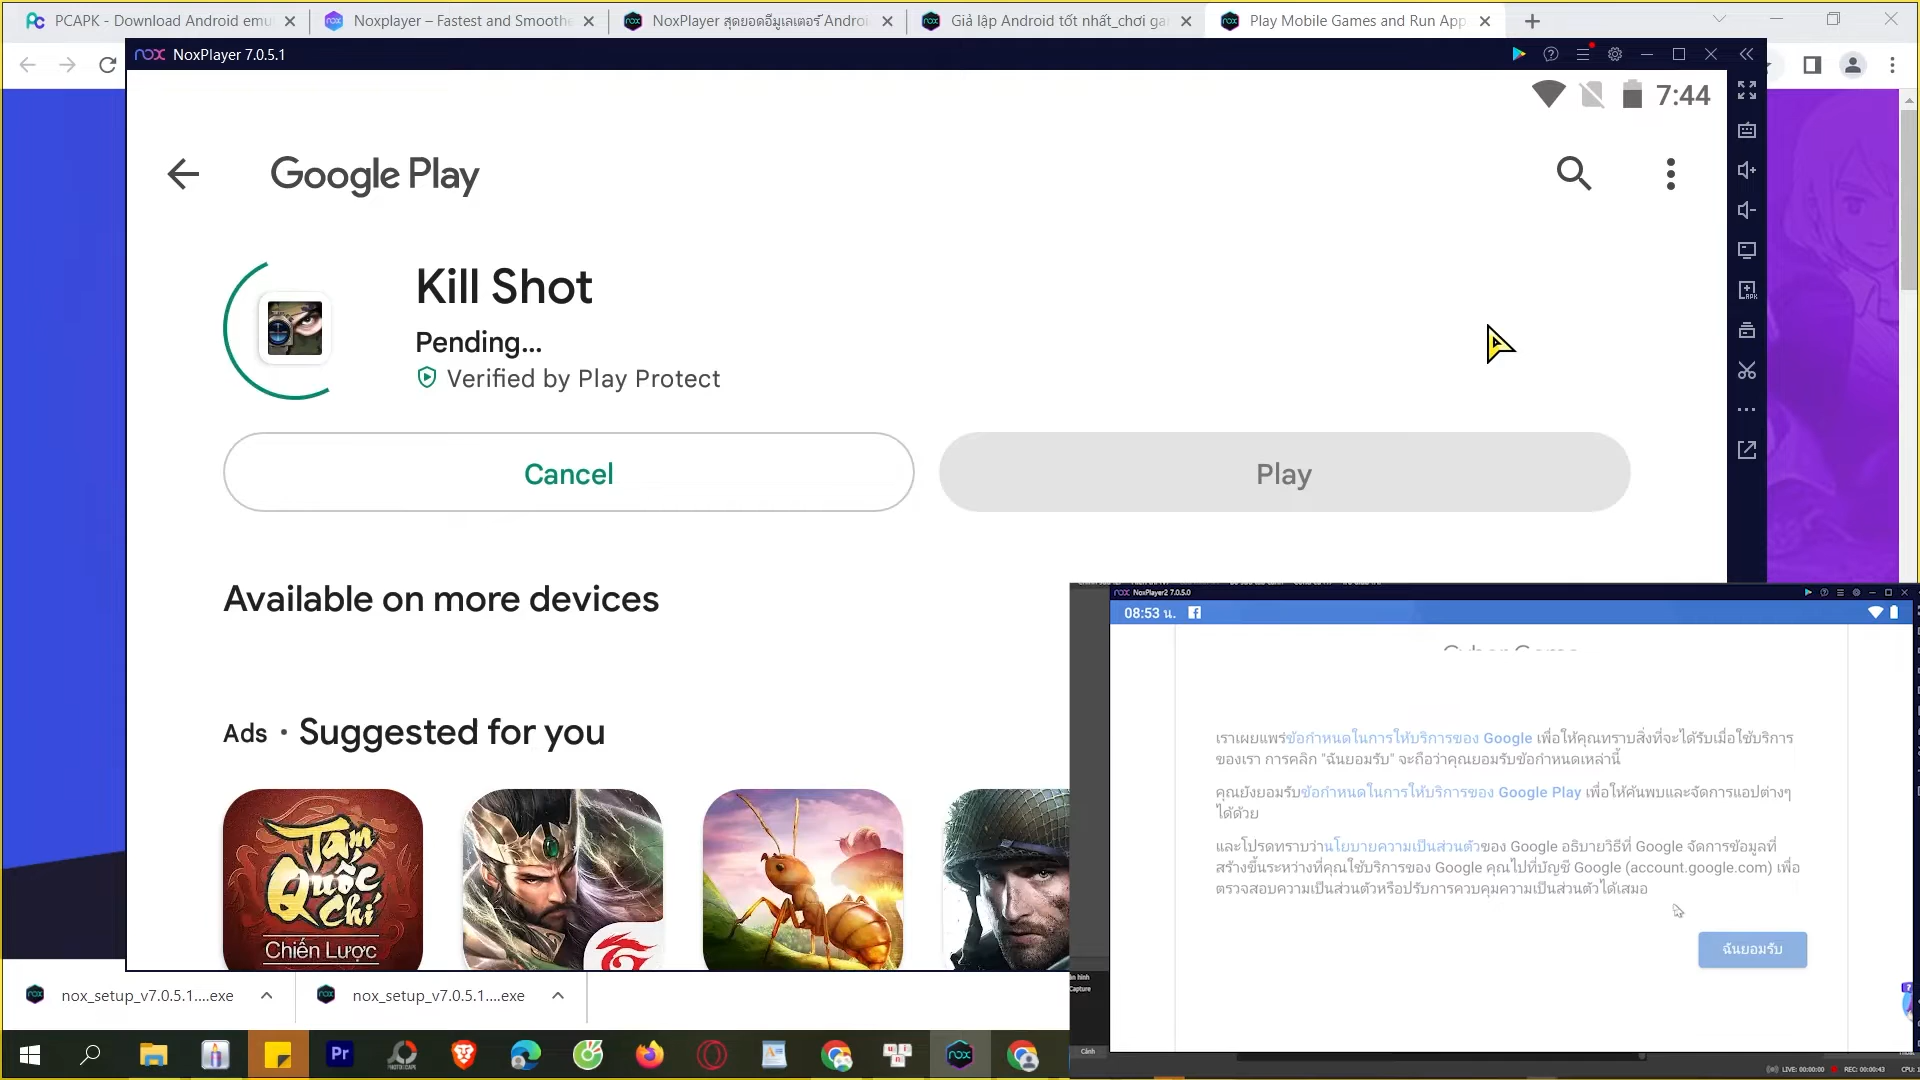 PCAPK - Download Android emu
Noxplayer – Fastest and Smoothe
NoxPlayer สุดยอดอีมูเลเตอร์ Androi
Giả lập Android tốt nhất_chơi ga
Play Mobile Games and Run App
nox NoxPlayer 7.0.5.1
7:44
Google Play
Kill Shot
Pending...
Verified by Play Protect
Cancel
Play
Available on more devices
Ads • Suggested for you
Tam Quốc Chí
Chiến Lược
nox NoxPlayer2 7.0.5.0
08:53 น.
เราเผยแพร่ข้อกำหนดในการให้บริการของ Google เพื่อให้คุณทราบสิ่งที่จะได้รับเมื่อใช้บริการ
ของเรา การคลิก "ฉันยอมรับ" จะถือว่าคุณยอมรับข้อกำหนดเหล่านี้
คุณยังยอมรับข้อกำหนดในการให้บริการของ Google Play เพื่อให้ค้นพบและจัดการแอปต่างๆ
ได้ด้วย
และโปรดทราบว่านโยบายความเป็นส่วนตัวของ Google อธิบายวิธีที่ Google จัดการข้อมูลที่
สร้างขึ้นระหว่างที่คุณใช้บริการของ Google คุณไปที่บัญชี Google (account.google.com) เพื่อ
ตรวจสอบความเป็นส่วนตัวหรือปรับการควบคุมความเป็นส่วนตัวได้เสมอ
ฉันยอมรับ
Capture
Cảnh
LIVE: 00:00:00 REC: 00:00:43 CPU:
nox_setup_v7.0.5.1....exe
nox_setup_v7.0.5.1....exe
Pr
nox